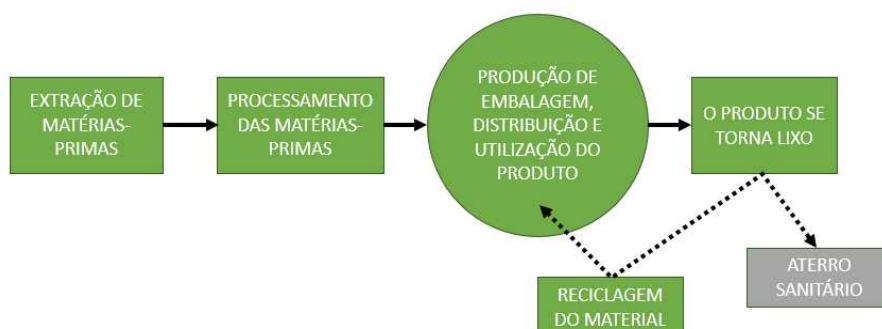 EXTRAÇÃO DE
MATÉRIAS-
PRIMAS
PROCESSAMENTO
DAS MATÉRIAS-
PRIMAS
PRODUÇÃO DE
EMBALAGEM,
DISTRIBUIÇÃO E
UTILIZAÇÃO DO
PRODUTO
O PRODUTO SE
TORNA LIXO
RECICLAGEM
DO MATERIAL
ATERRO
SANITÁRIO